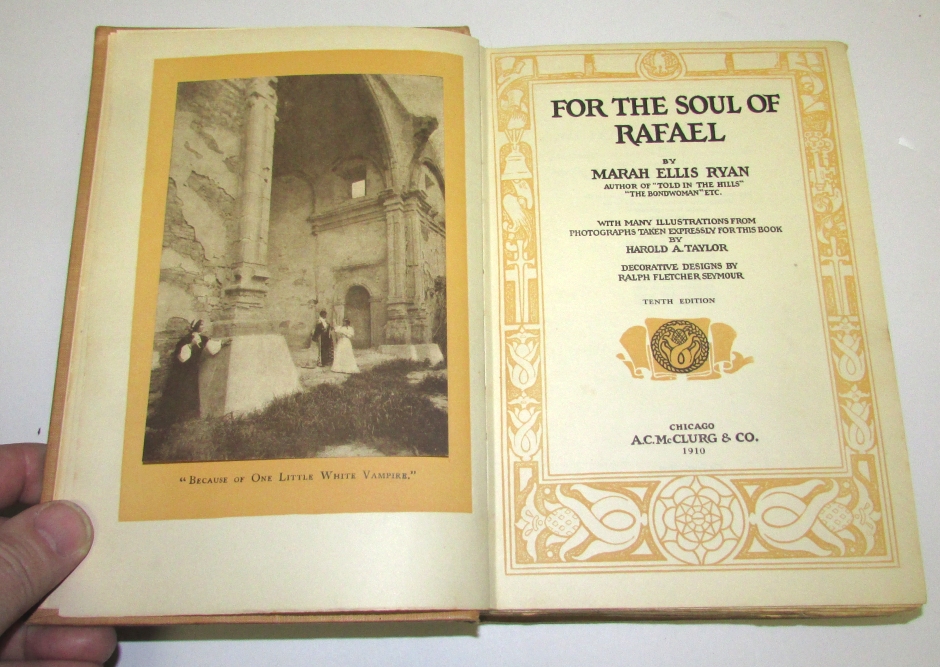 "Because of One Little White Vampire."
FOR THE SOUL OF
RAFAEL
BY
MARAH ELLIS RYAN
AUTHOR OF "TOLD IN THE HILLS"
"THE BONDWOMAN" ETC.
WITH MANY ILLUSTRATIONS FROM
PHOTOGRAPHS TAKEN EXPRESSLY FOR THIS BOOK
BY
HAROLD A. TAYLOR
DECORATIVE DESIGNS BY
RALPH FLETCHER SEYMOUR
TENTH EDITION
CHICAGO
A.C. McCLURG & CO.
1910